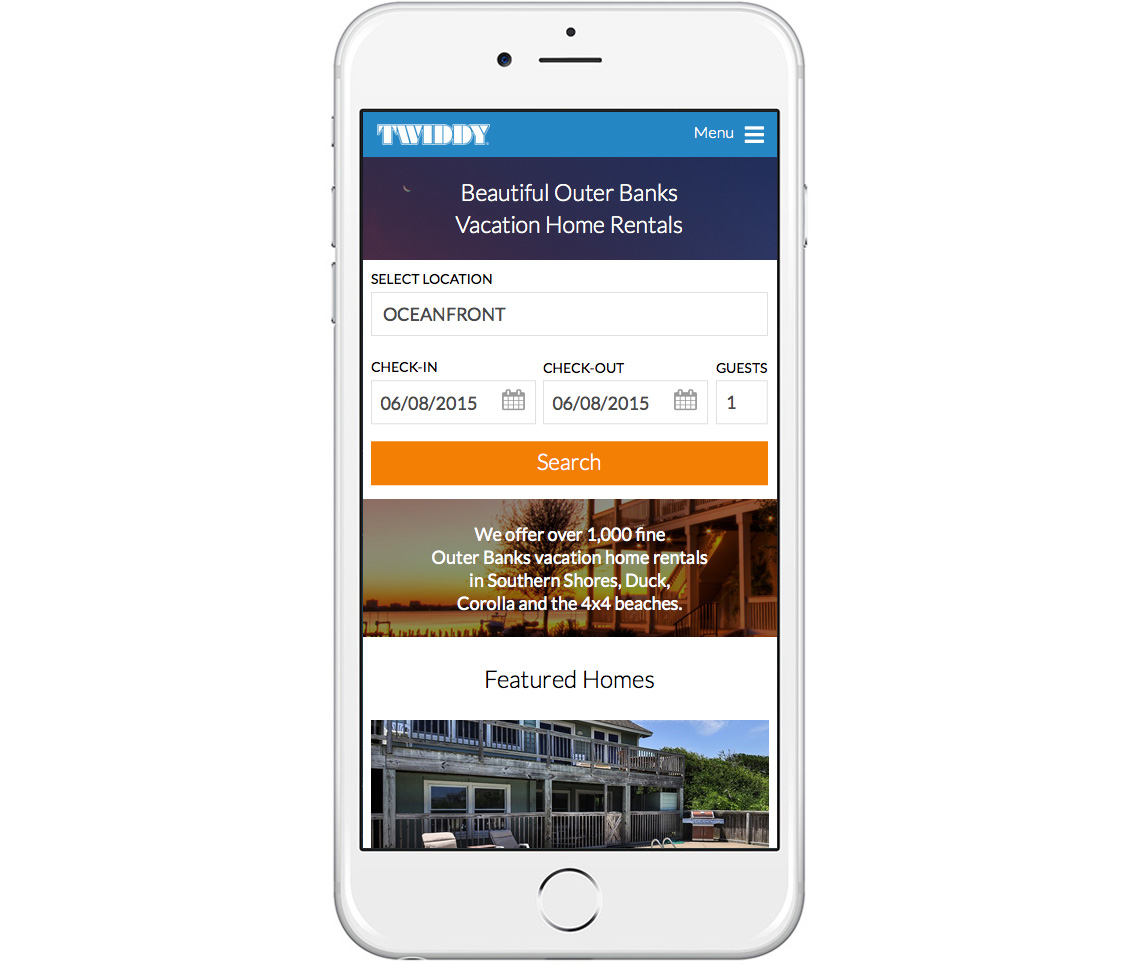 TWIDDY
Menu
Beautiful Outer Banks
Vacation Home Rentals
SELECT LOCATION
OCEANFRONT
CHECK-IN CHECK-OUT GUESTS
06/08/2015 06/08/2015 1
Search
We offer over 1,000 fine
Outer Banks vacation home rentals
in Southern Shores, Duck,
Corolla and the 4x4 beaches.
Featured Homes